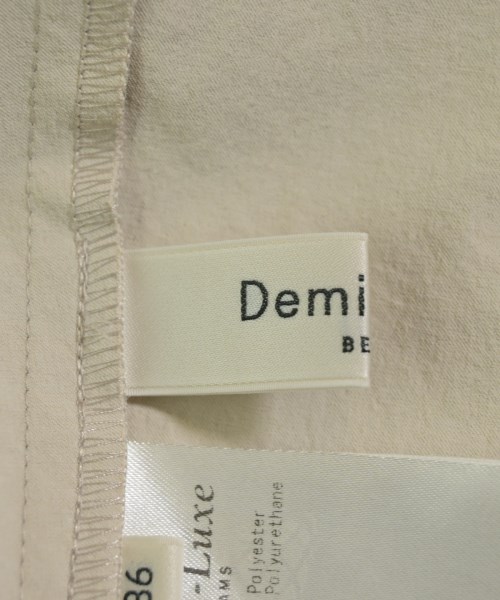 Demi
BE
-Luxe
AMS
Polyester
Polyurethane
36